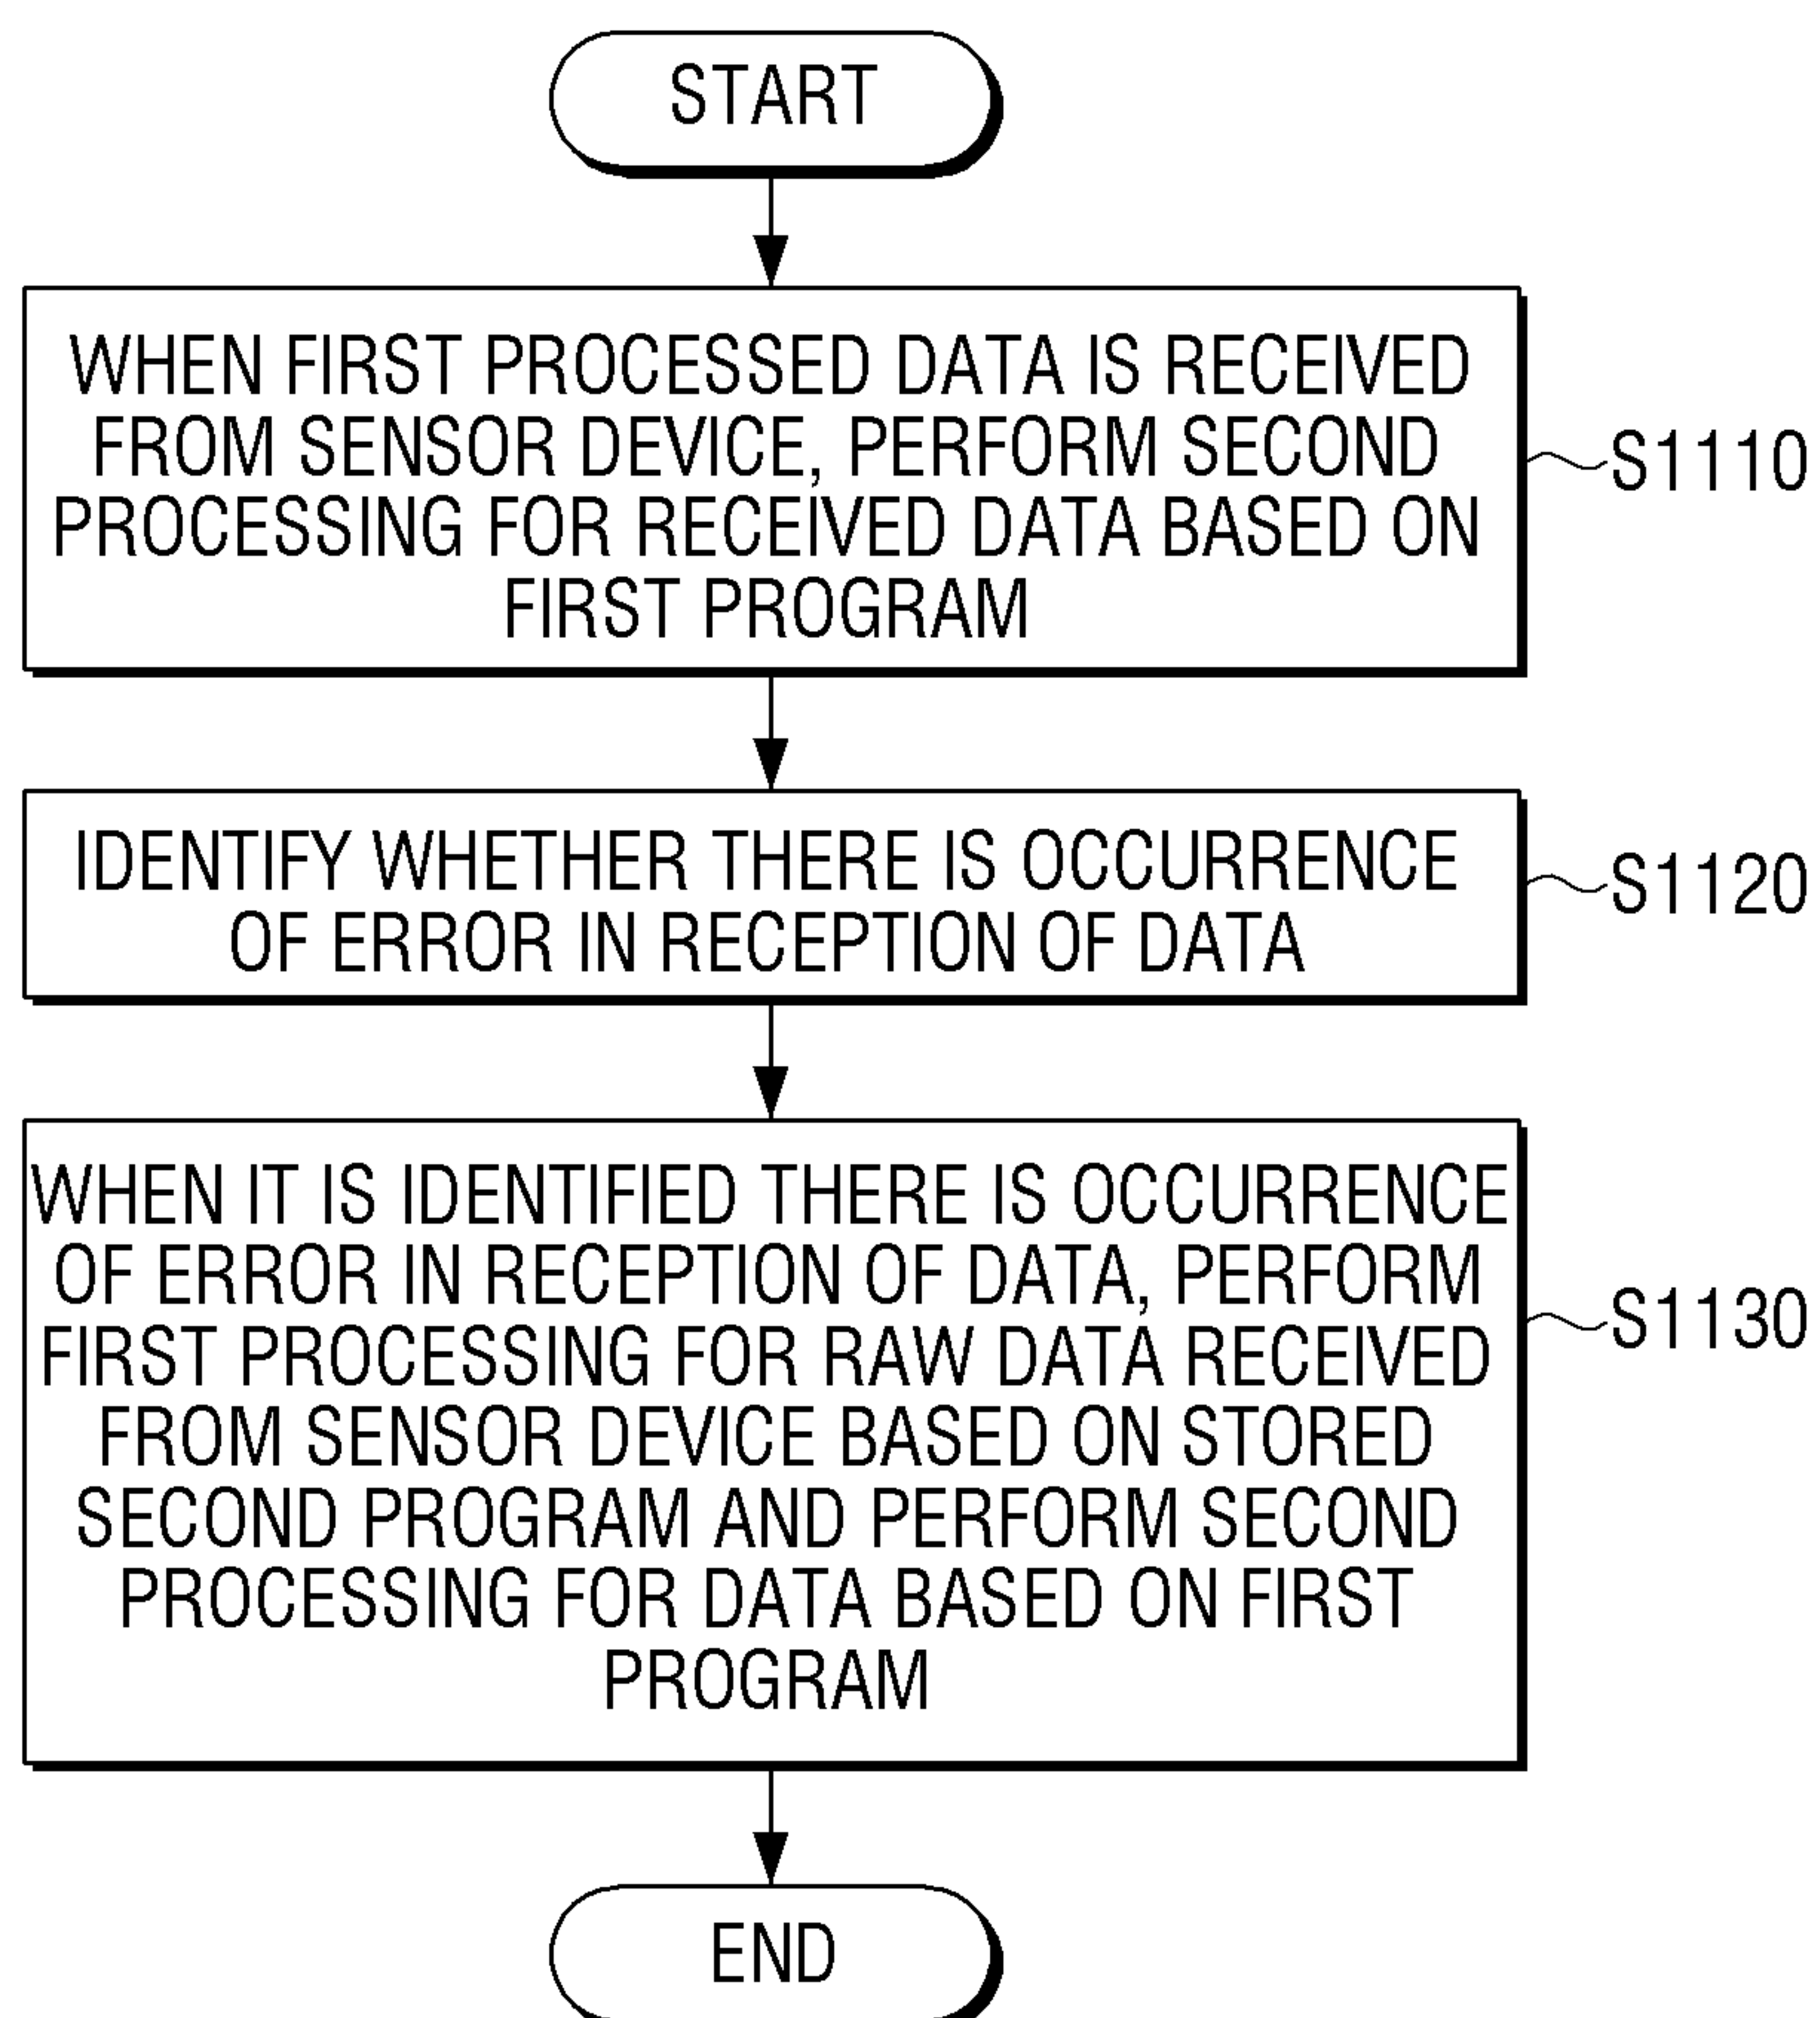 START
WHEN FIRST PROCESSED DATA IS RECEIVED
FROM SENSOR DEVICE, PERFORM SECOND
PROCESSING FOR RECEIVED DATA BASED ON
FIRST PROGRAM
S1110
IDENTIFY WHETHER THERE IS OCCURRENCE
OF ERROR IN RECEPTION OF DATA
S1120
WHEN IT IS IDENTIFIED THERE IS OCCURRENCE
OF ERROR IN RECEPTION OF DATA, PERFORM
FIRST PROCESSING FOR RAW DATA RECEIVED
FROM SENSOR DEVICE BASED ON STORED
SECOND PROGRAM AND PERFORM SECOND
PROCESSING FOR DATA BASED ON FIRST
PROGRAM
S1130
END